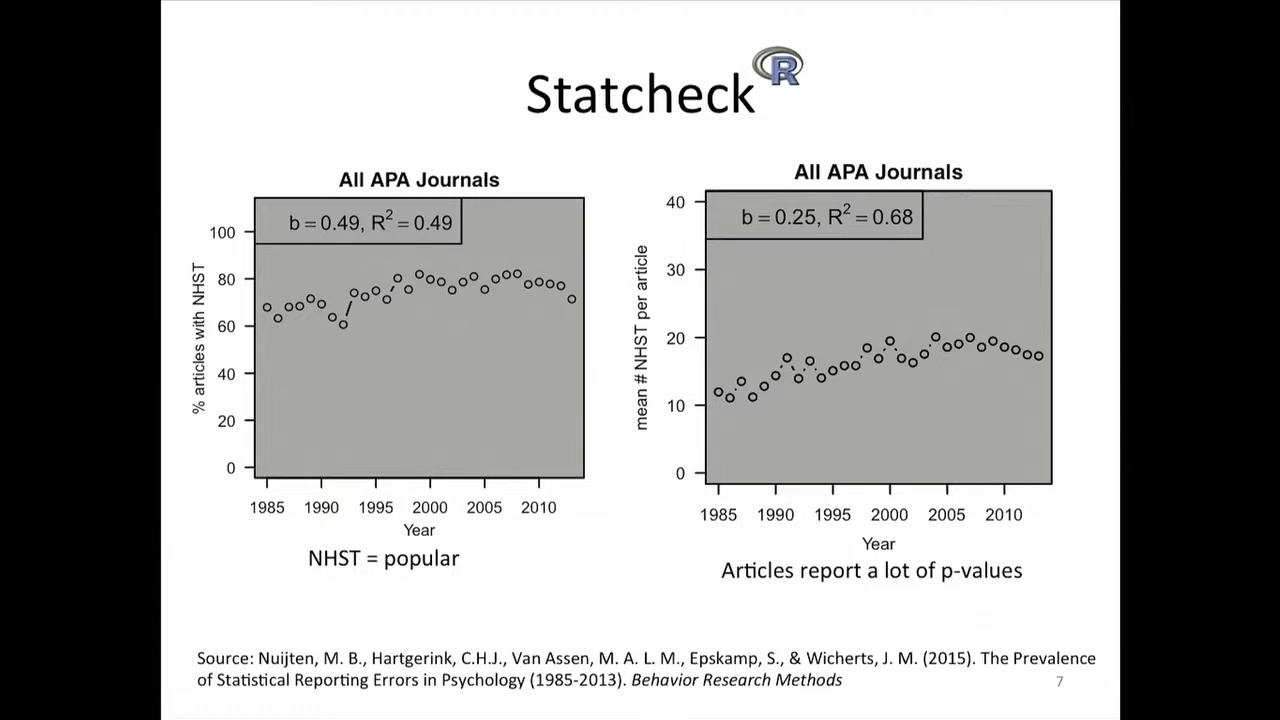 Statcheck
R
All APA Journals
b = 0.49, R² = 0.49
% articles with NHST
100
80
60
40
20
0
1985 1990 1995 2000 2005 2010
Year
NHST = popular
All APA Journals
b = 0.25, R² = 0.68
mean # NHST per article
40
30
20
10
0
1985 1990 1995 2000 2005 2010
Year
Articles report a lot of p-values
Source: Nuijten, M. B., Hartgerink, C.H.J., Van Assen, M. A. L. M., Epskamp, S., & Wicherts, J. M. (2015). The Prevalence
of Statistical Reporting Errors in Psychology (1985-2013). Behavior Research Methods
7